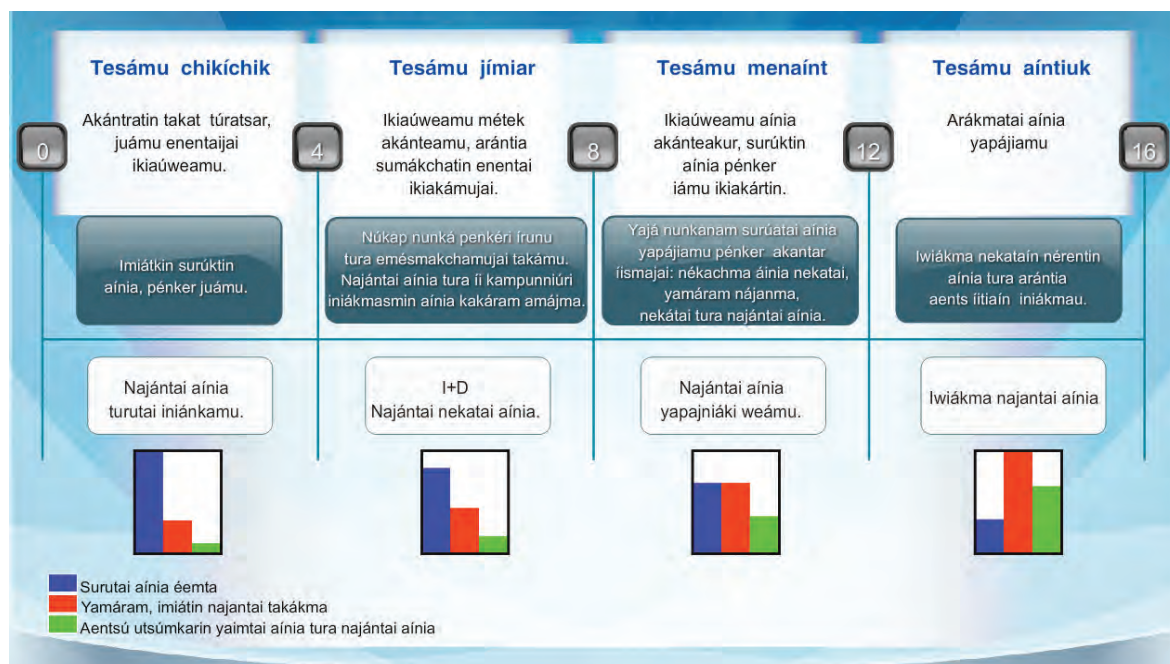 Tesámu chikíchik
Akántratin takat túratsar,
juámu enentaijai
ikiaúweamu.
Tesámu jímiar
Ikiaúweamu métek
akánteamu, arántia
sumákchatin enentai
ikiakámujai.
Tesámu menaínt
Ikiaúweamu aínia
akánteakur, surúktin
aínia pénker
iámu ikiakártin.
Tesámu aíntiuk
Arákmatai aínia
yapájiamu
0
4
8
12
16
Imiátkin surúktin
aínia, pénker juámu.
Núkap nunká penkéri írunu
tura emésmakchamujai takámu.
Najántai aínia tura íi kampunniúri
iniákmasmin aínia kakáram amájma.
Yajá nunkanam surúatai aínia
yapájiamu pénker akantar
íismajai: nékachma áinia nekatai,
yamáram nájanma,
nekátai tura najántai aínia.
Iwiákma nekataín nérentin
aínia tura arántia
aents íitiaín iniákmau.
Najántai aínia
turutai iniánkamu.
I+D
Najántai nekatai aínia.
Najántai aínia
yapajniáki weámu.
Iwiákma najantai aínia
Surutai aínia éemta
Yamáram, imiátin najantai takákma
Aentsú utsúmkarin yaimtai aínia tura najántai aínia